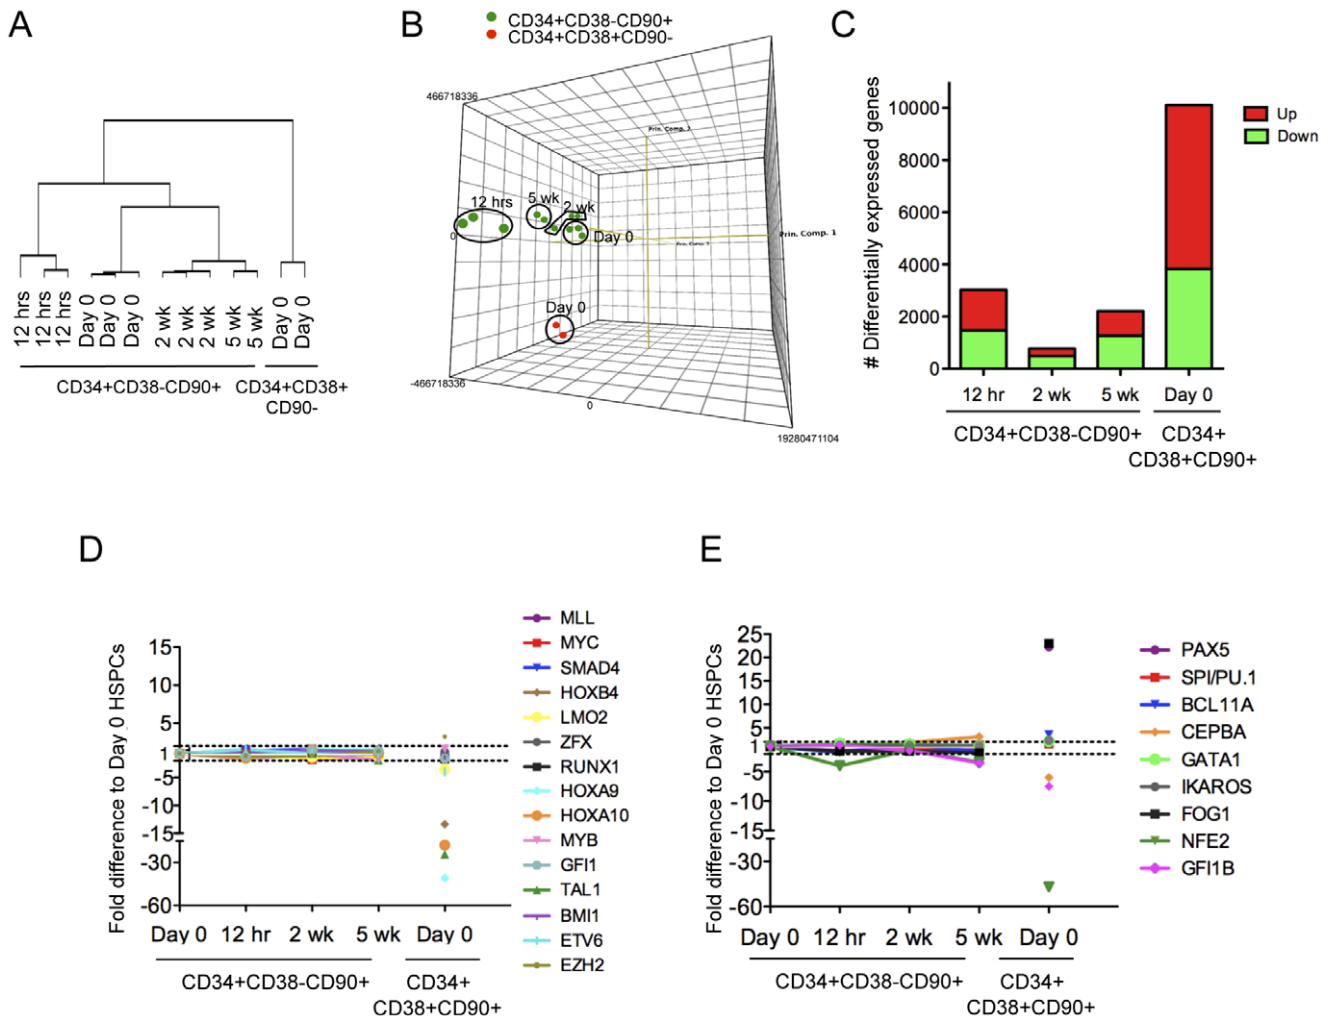 A
12 hrs
12 hrs
12 hrs
Day 0
Day 0
Day 0
2 wk
2 wk
2 wk
5 wk
5 wk
Day 0
Day 0
CD34+CD38-CD90+
CD34+CD38+
CD90-
B
CD34+CD38-CD90+
CD34+CD38+CD90-
466718336
Prin. Comp. 2
12 hrs
5 wk
2 wk
Day 0
0
Prin. Comp. 1
Prin. Comp. 3
Day 0
-466718336
0
19280471104
C
# Differentially expressed genes
10000
8000
6000
4000
2000
0
Up
Down
12 hr
2 wk
5 wk
Day 0
CD34+CD38-CD90+
CD34+
CD38+CD90+
D
Fold difference to Day 0 HSPCs
15
10
5
1
-5
-10
-15
-30
-60
Day 0
12 hr
2 wk
5 wk
Day 0
CD34+CD38-CD90+
CD34+
CD38+CD90+
MLL
MYC
SMAD4
HOXB4
LMO2
ZFX
RUNX1
HOXA9
HOXA10
MYB
GFI1
TAL1
BMI1
ETV6
EZH2
E
Fold difference to Day 0 HSPCs
25
20
15
10
5
1
-5
-10
-15
-30
-60
Day 0
12 hr
2 wk
5 wk
Day 0
CD34+CD38-CD90+
CD34+
CD38+CD90+
PAX5
SPI/PU.1
BCL11A
CEPBA
GATA1
IKAROS
FOG1
NFE2
GFI1B